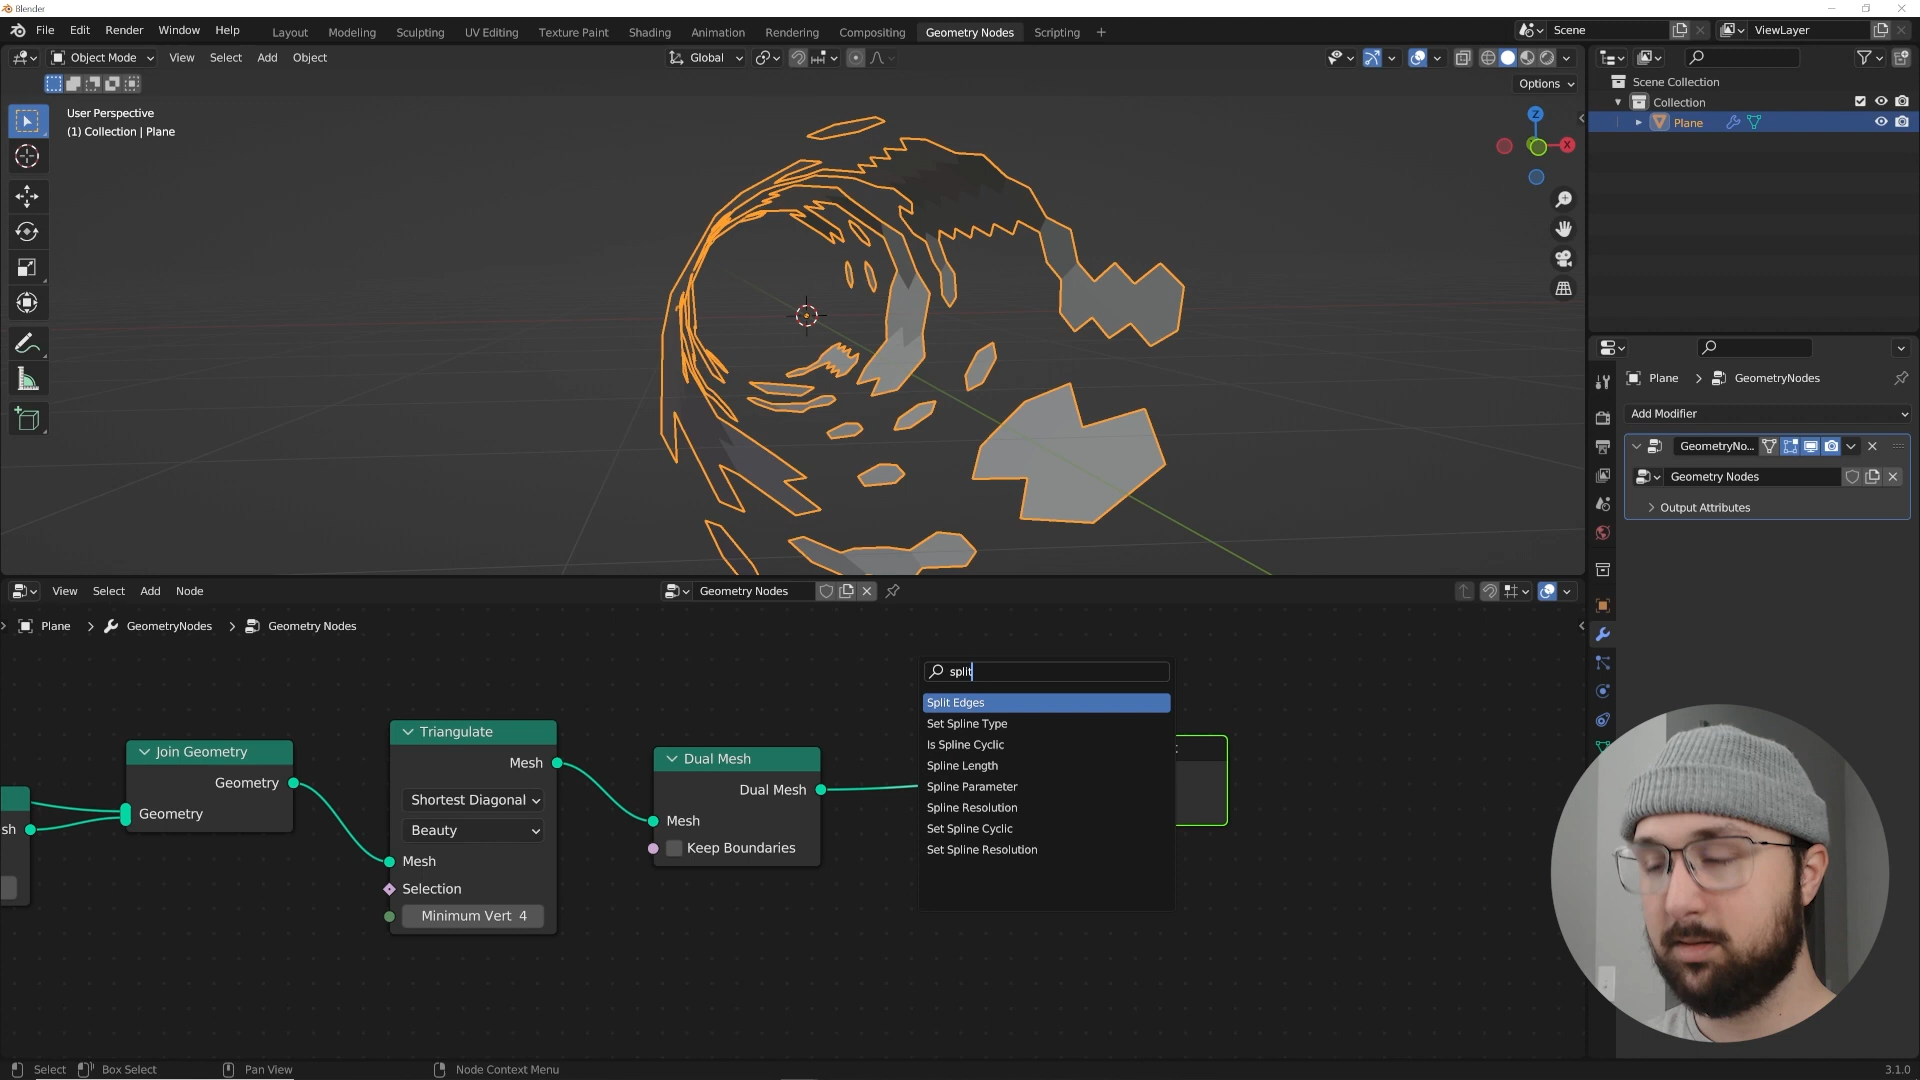 Blender
File Edit Render Window Help Layout Modeling Sculpting UV Editing Texture Paint Shading Animation Rendering Compositing Geometry Nodes Scripting + Scene ViewLayer
Object Mode View Select Add Object Global
Options
User Perspective
(1) Collection | Plane
Z
X
Scene Collection
Collection
Plane
Plane > GeometryNodes
Add Modifier
GeometryNo...
Geometry Nodes
Output Attributes
View Select Add Node Geometry Nodes
Plane > GeometryNodes > Geometry Nodes
split
Split Edges
Set Spline Type
Is Spline Cyclic
Spline Length
Spline Parameter
Spline Resolution
Set Spline Cyclic
Set Spline Resolution
sh
Join Geometry
Geometry
Geometry
Triangulate
Mesh
Shortest Diagonal
Beauty
Mesh
Selection
Minimum Vert 4
Dual Mesh
Dual Mesh
Mesh
Keep Boundaries
Select Box Select Pan View Node Context Menu 3.1.0